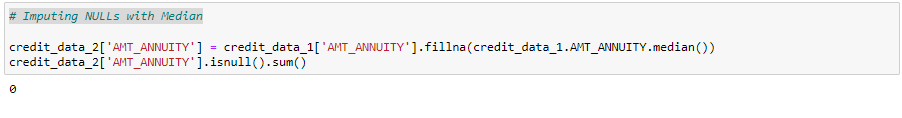 # Imputing NULLs with Median
credit_data_2['AMT_ANNUITY'] = credit_data_1['AMT_ANNUITY'].fillna(credit_data_1.AMT_ANNUITY.median())
credit_data_2['AMT_ANNUITY'].isnull().sum()
0